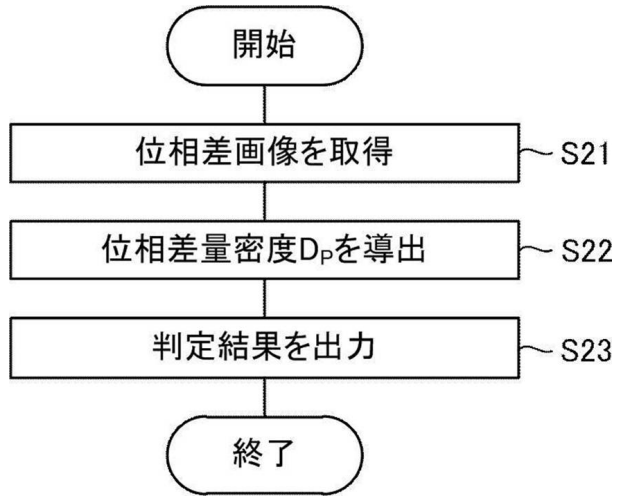 開始
位相差画像を取得
S21
位相差量密度DPを導出
S22
判定結果を出力
S23
終了